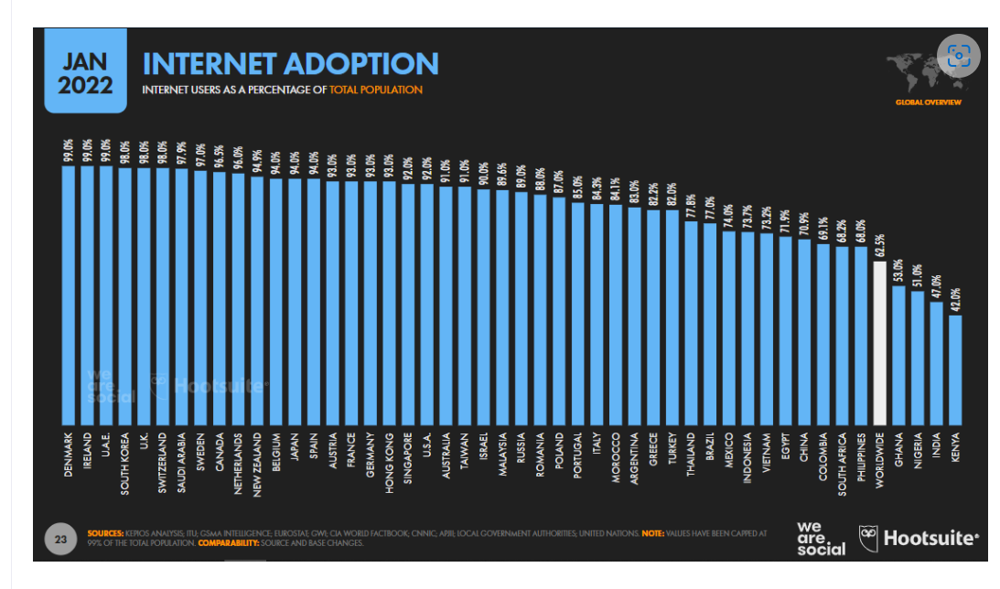 JAN
2022
INTERNET ADOPTION
INTERNET USERS AS A PERCENTAGE OF TOTAL POPULATION
GLOBAL OVERVIEW
99.0%
99.0%
99.0%
98.0%
98.0%
98.0%
97.9%
97.0%
96.5%
96.0%
94.9%
94.0%
94.0%
94.0%
93.0%
93.0%
93.0%
93.0%
92.0%
92.0%
91.0%
91.0%
90.0%
89.6%
89.0%
88.0%
87.0%
85.0%
84.3%
84.1%
83.0%
82.2%
82.0%
77.8%
77.0%
74.0%
73.7%
73.2%
71.9%
70.9%
69.1%
68.2%
68.0%
62.5%
53.0%
51.0%
47.0%
42.0%
we
are.
social
Hootsuite®
DENMARK
IRELAND
U.A.E.
SOUTH KOREA
U.K.
SWITZERLAND
SAUDI ARABIA
SWEDEN
CANADA
NETHERLANDS
NEW ZEALAND
BELGIUM
JAPAN
SPAIN
AUSTRIA
FRANCE
GERMANY
HONG KONG
SINGAPORE
U.S.A.
AUSTRALIA
TAIWAN
ISRAEL
MALAYSIA
RUSSIA
ROMANIA
POLAND
PORTUGAL
ITALY
MOROCCO
ARGENTINA
GREECE
TURKEY
THAILAND
BRAZIL
MEXICO
INDONESIA
VIETNAM
EGYPT
CHINA
COLOMBIA
SOUTH AFRICA
PHILIPPINES
WORLDWIDE
GHANA
NIGERIA
INDIA
KENYA
23
SOURCES: KEPIOS ANALYSIS; ITU; GSMA INTELLIGENCE; EUROSTAT; GWI; CIA WORLD FACTBOOK; CNNIC; APJII; LOCAL GOVERNMENT AUTHORITIES; UNITED NATIONS. NOTE: VALUES HAVE BEEN CAPPED AT
99% OF THE TOTAL POPULATION. COMPARABILITY: SOURCE AND BASE CHANGES.
we
are.
social
Hootsuite®